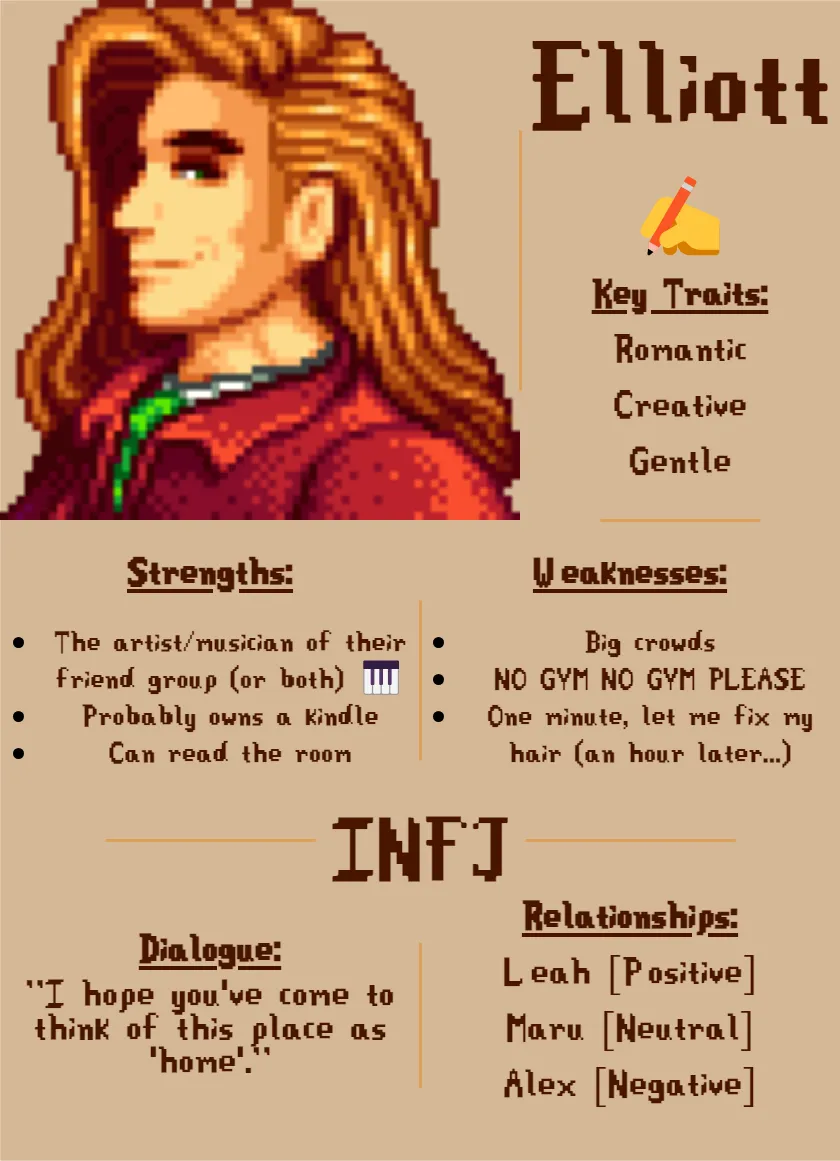 Elliott
Key Traits:
Romantic
Creative
Gentle
Strengths:
• The artist/musician of their
friend group (or both)
• Probably owns a kindle
• Can read the room
Weaknesses:
• Big crowds
• NO GYM NO GYM PLEASE
• One minute, let me fix my
hair (an hour later...)
INFJ
Dialogue:
"I hope you've come to
think of this place as
'home'."
Relationships:
Leah [Positive]
Maru [Neutral]
Alex [Negative]